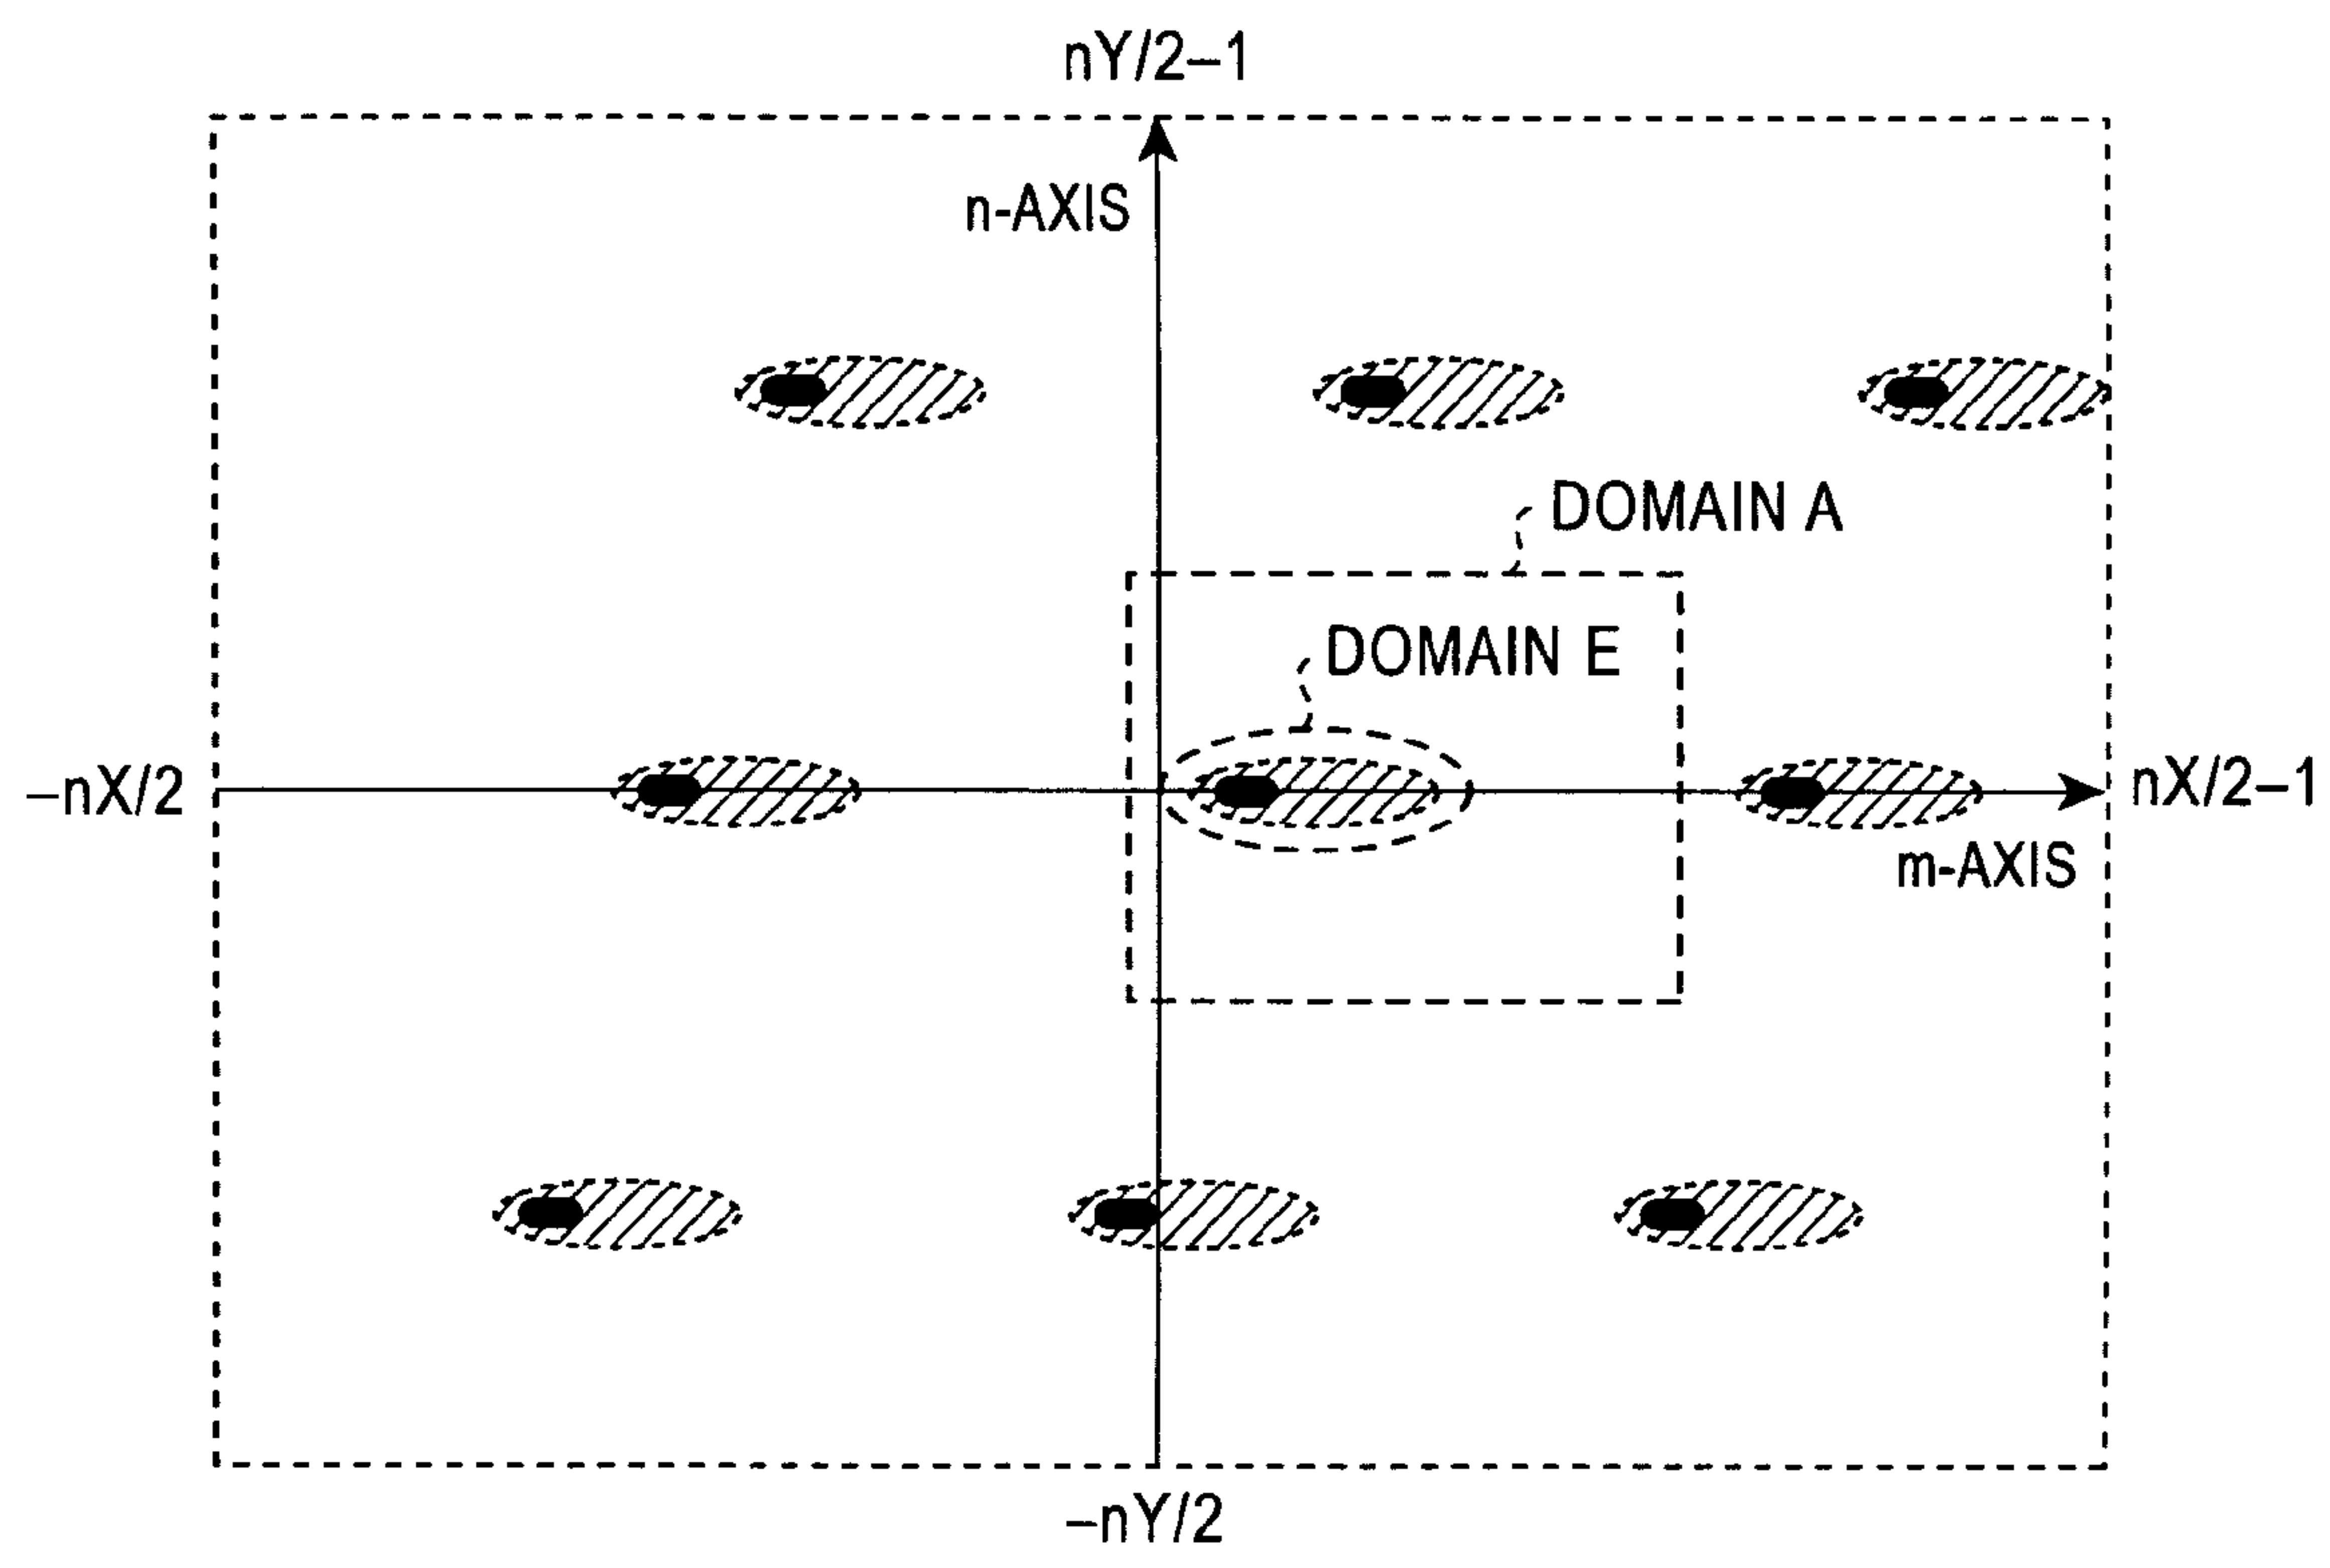 nY/2–1
n-AXIS
DOMAIN A
DOMAIN E
–nX/2
nX/2–1
m-AXIS
–nY/2